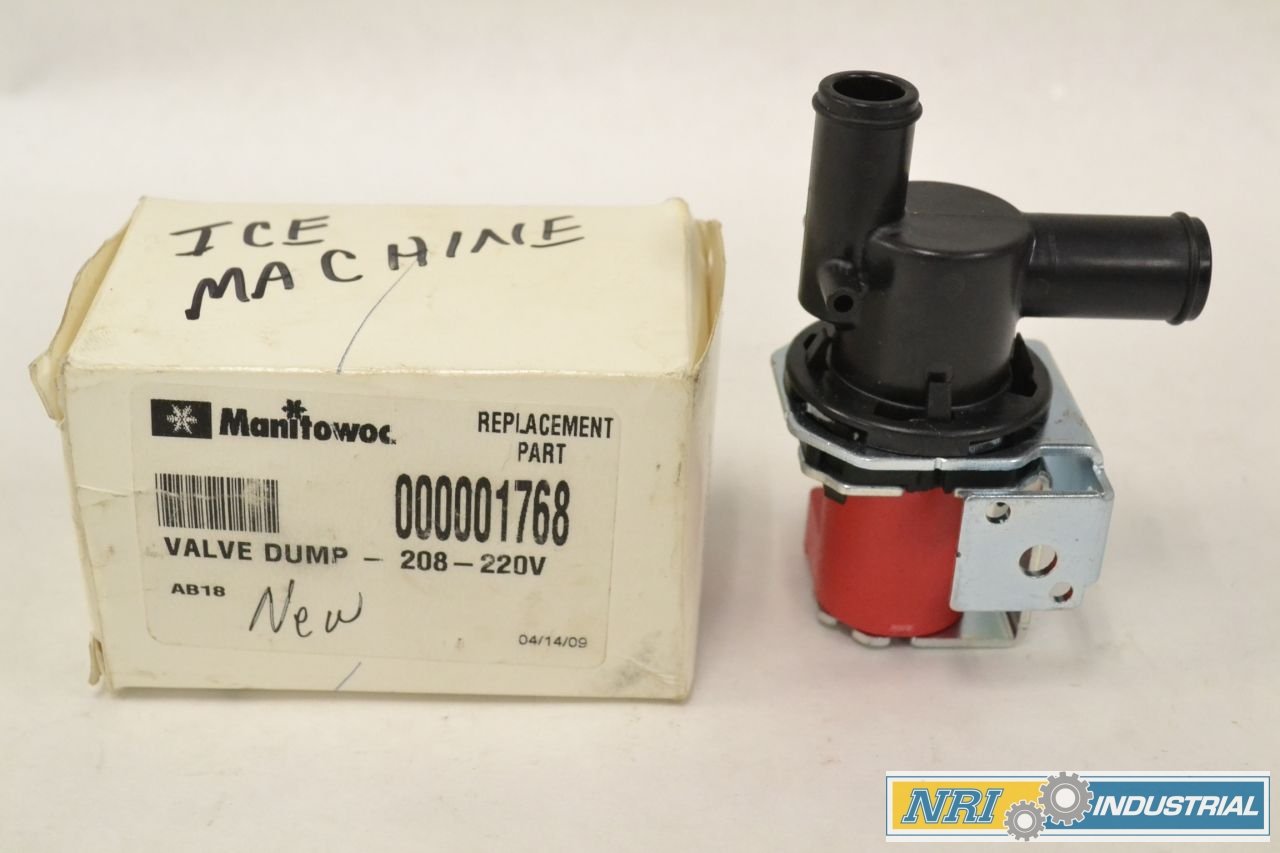 ICE
MACHINE
Manitowoc
REPLACEMENT
PART
000001768
VALVE DUMP - 208-220V
AB18
New
04/14/09
NRI INDUSTRIAL